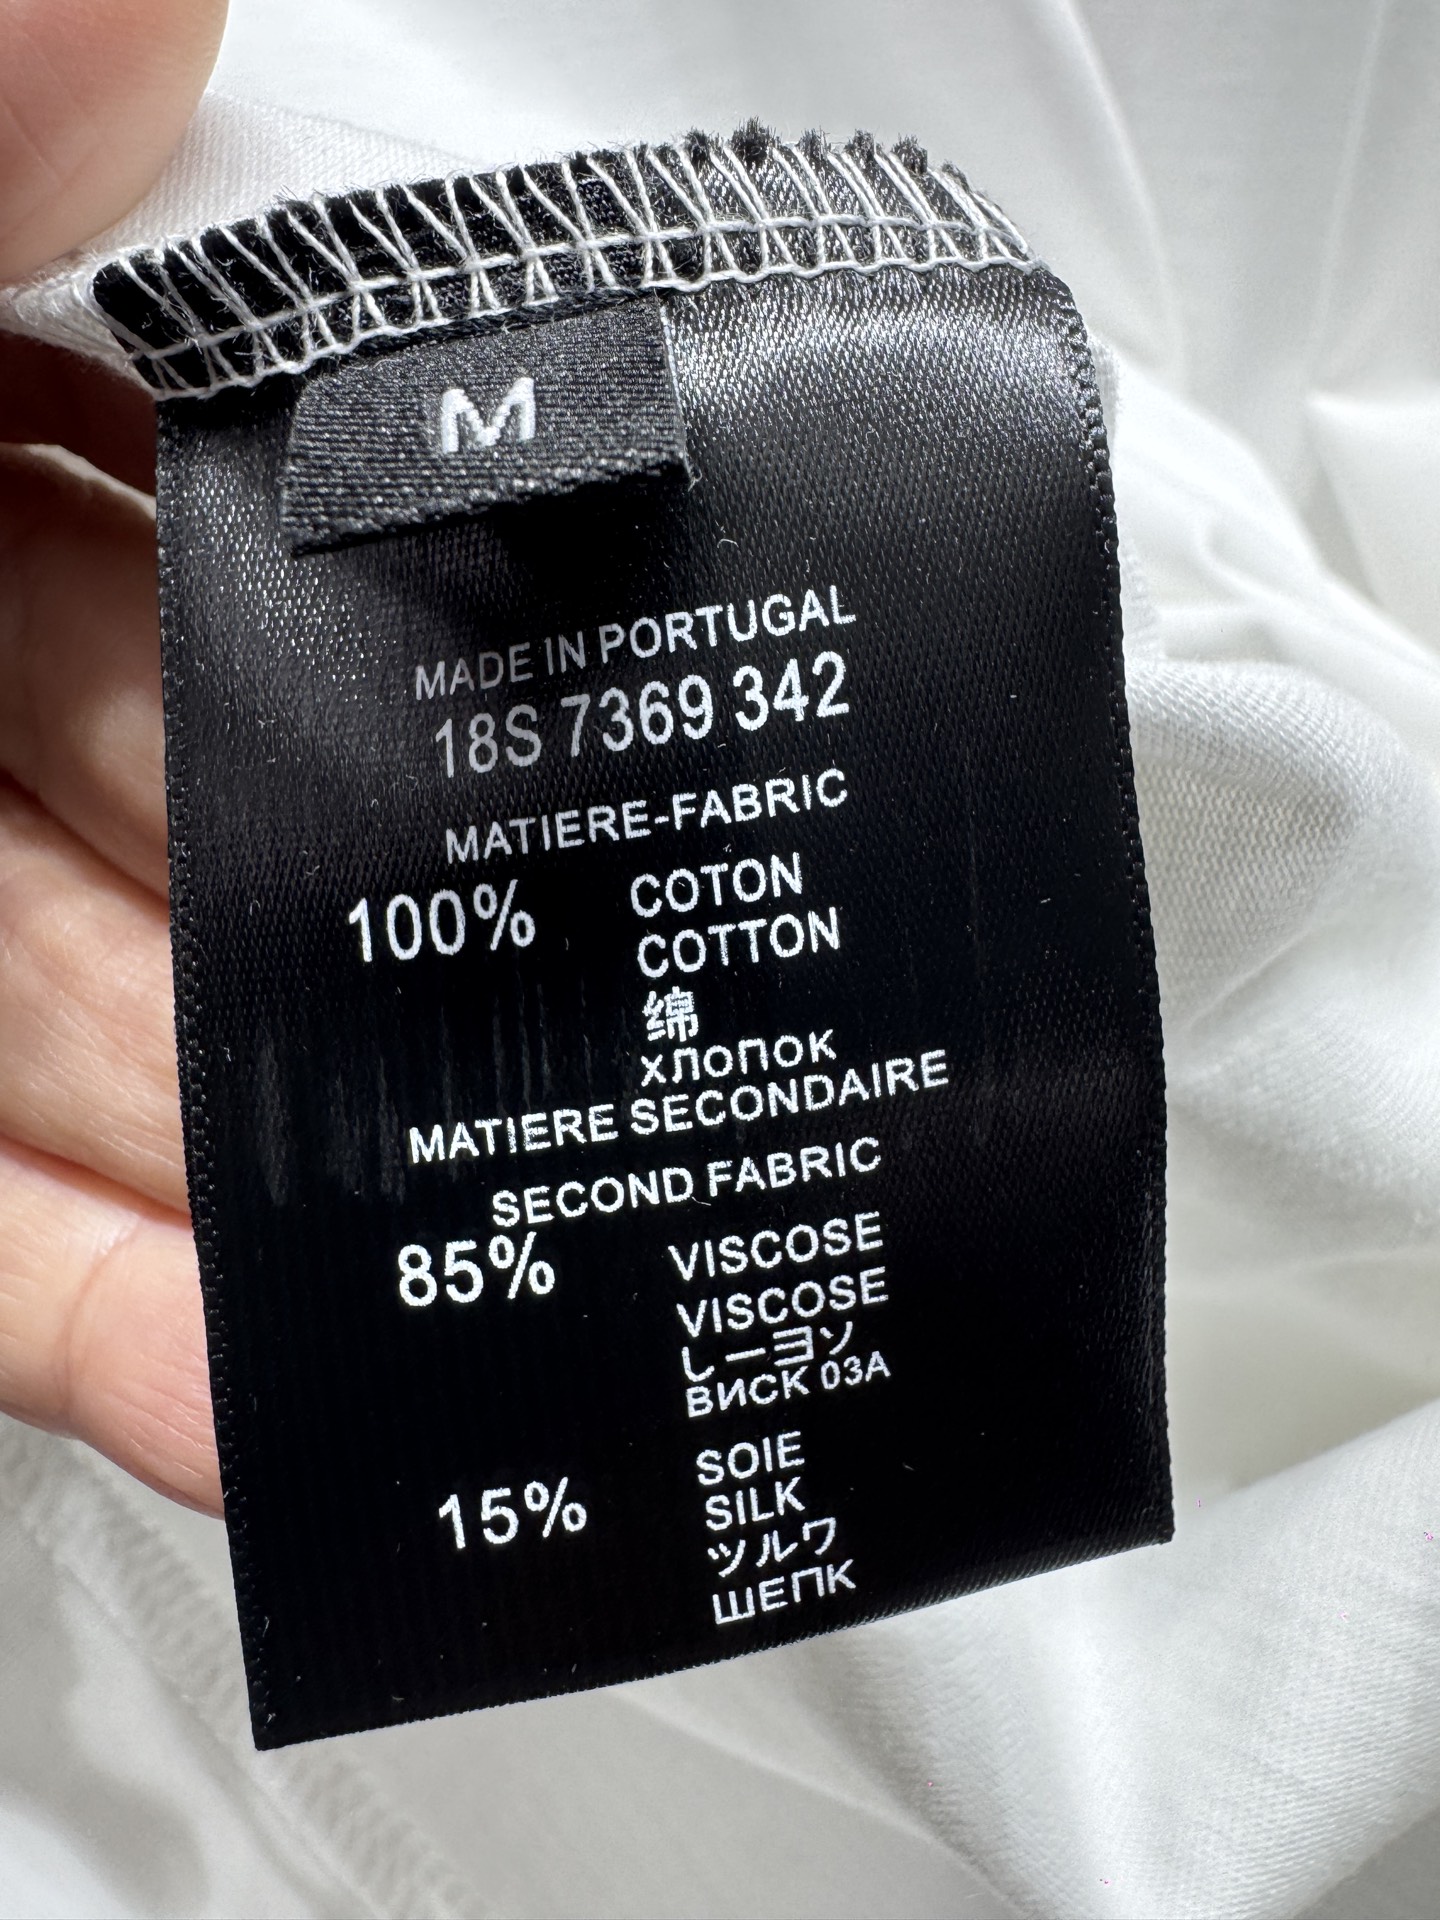 M
MADE IN PORTUGAL
18S 7369 342
MATIERE-FABRIC
100% COTON
COTTON
绵
хлопок
MATIERE SECONDAIRE
SECOND FABRIC
85% VISCOSE
VISCOSE
レーヨソ
ВИСК 03А
15% SOIE
SILK
ツルワ
ШЕПК